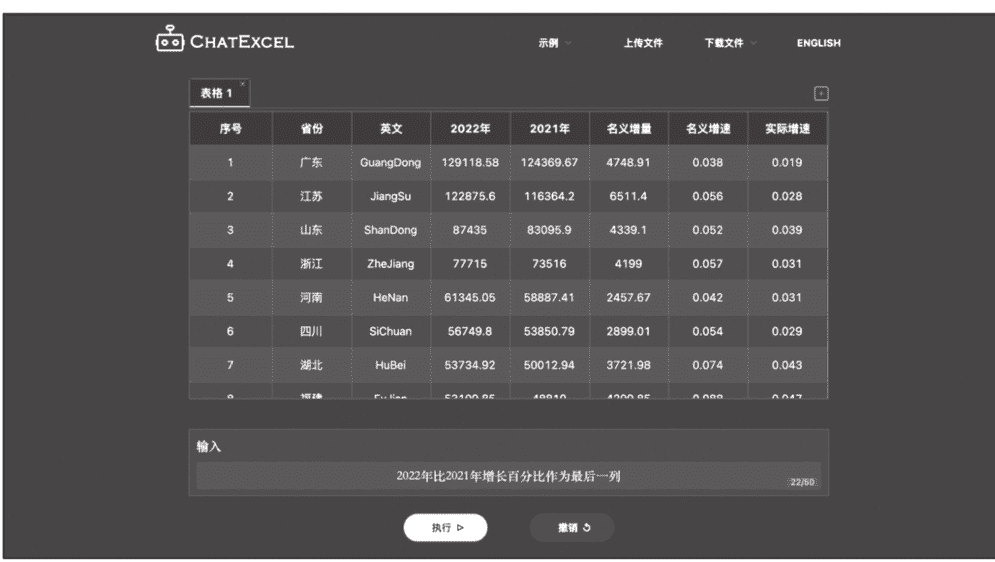 CHATEXCEL 示例 上传文件 下载文件 ENGLISH
表格 1
序号 省份 英文 2022年 2021年 名义增量 名义增速 实际增速
1 广东 GuangDong 129118.58 124369.67 4748.91 0.038 0.019
2 江苏 JiangSu 122875.6 116364.2 6511.4 0.056 0.028
3 山东 ShanDong 87435 83095.9 4339.1 0.052 0.039
4 浙江 ZheJiang 77715 73516 4199 0.057 0.031
5 河南 HeNan 61345.05 58887.41 2457.67 0.042 0.031
6 四川 SiChuan 56749.8 53850.79 2899.01 0.054 0.029
7 湖北 HuBei 53734.92 50012.94 3721.98 0.074 0.043
输入
2022年比2021年增长百分比作为最后一列
22/50
执行 撤销